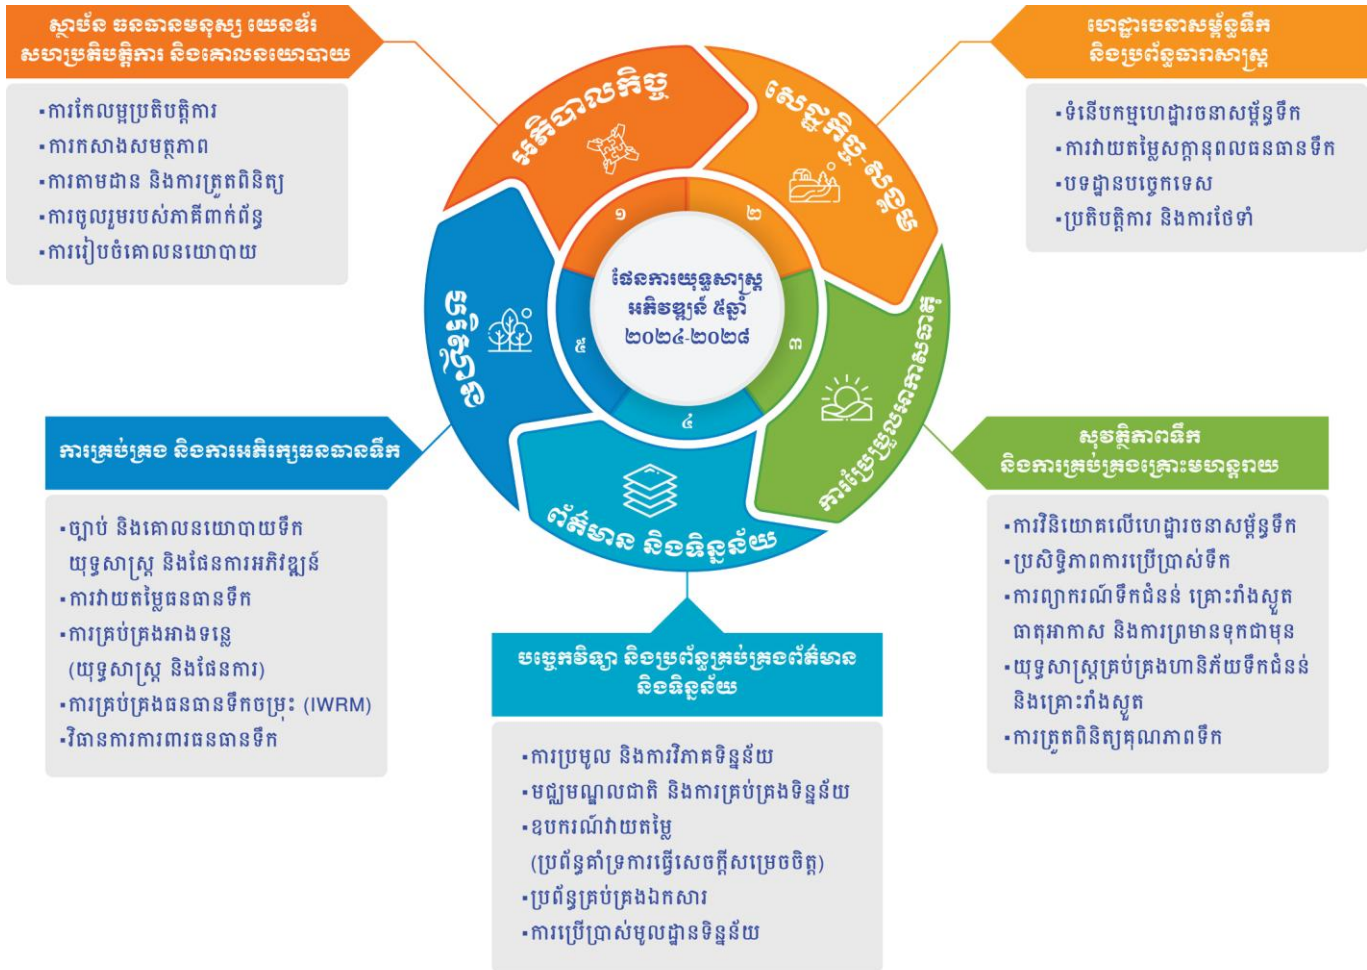 ស្ថាប័ន ធនធានមនុស្ស យេនឌ័រ
សហប្រតិបត្តិការ និងគោលនយោបាយ
▪ការកែលម្អប្រតិបត្តិការ
▪ការកសាងសមត្ថភាព
▪ការតាមដាន និងការត្រួតពិនិត្យ
▪ការចូលរួមរបស់ភាគីពាក់ព័ន្ធ
▪ការរៀបចំគោលនយោបាយ
ហេដ្ឋារចនាសម្ព័ន្ធទឹក
និងប្រព័ន្ធធារាសាស្ត្រ
▪ទំនើបកម្មហេដ្ឋារចនាសម្ព័ន្ធទឹក
▪ការវាយតម្លៃសក្តានុពលធនធានទឹក
▪បទដ្ឋានបច្ចេកទេស
▪ប្រតិបត្តិការ និងការថែទាំ
អភិបាលកិច្ច
សេដ្ឋកិច្ច-សង្គម
ការប្រែប្រួលអាកាសធាតុ
ព័ត៌មាន និងទិន្នន័យ
បរិស្ថាន
១
២
៣
៤
៥
ផែនការយុទ្ធសាស្ត្រ
អភិវឌ្ឍន៍ ៥ឆ្នាំ
២០២៤-២០២៨
ការគ្រប់គ្រង និងការអភិរក្សធនធានទឹក
▪ច្បាប់ និងគោលនយោបាយទឹក
យុទ្ធសាស្ត្រ និងផែនការអភិវឌ្ឍន៍
▪ការវាយតម្លៃធនធានទឹក
▪ការគ្រប់គ្រងអាងទន្លេ
(យុទ្ធសាស្ត្រ និងផែនការ)
▪ការគ្រប់គ្រងធនធានទឹកចម្រុះ (IWRM)
▪វិធានការការពារធនធានទឹក
សុវត្ថិភាពទឹក
និងការគ្រប់គ្រងគ្រោះមហន្តរាយ
▪ការវិនិយោគលើហេដ្ឋារចនាសម្ព័ន្ធទឹក
▪ប្រសិទ្ធិភាពការប្រើប្រាស់ទឹក
▪ការព្យាករណ៍ទឹកជំនន់ គ្រោះរាំងស្ងួត
ធាតុអាកាស និងការព្រមានទុកជាមុន
▪យុទ្ធសាស្ត្រគ្រប់គ្រងហានិភ័យទឹកជំនន់
និងគ្រោះរាំងស្ងួត
▪ការត្រួតពិនិត្យគុណភាពទឹក
បច្ចេកវិទ្យា និងប្រព័ន្ធគ្រប់គ្រងព័ត៌មាន
និងទិន្នន័យ
▪ការប្រមូល និងការវិភាគទិន្នន័យ
▪មជ្ឈមណ្ឌលជាតិ និងការគ្រប់គ្រងទិន្នន័យ
▪ឧបករណ៍វាយតម្លៃ
(ប្រព័ន្ធគាំទ្រការធ្វើសេចក្តីសម្រេចចិត្ត)
▪ប្រព័ន្ធគ្រប់គ្រងឯកសារ
▪ការប្រើប្រាស់មូលដ្ឋានទិន្នន័យ